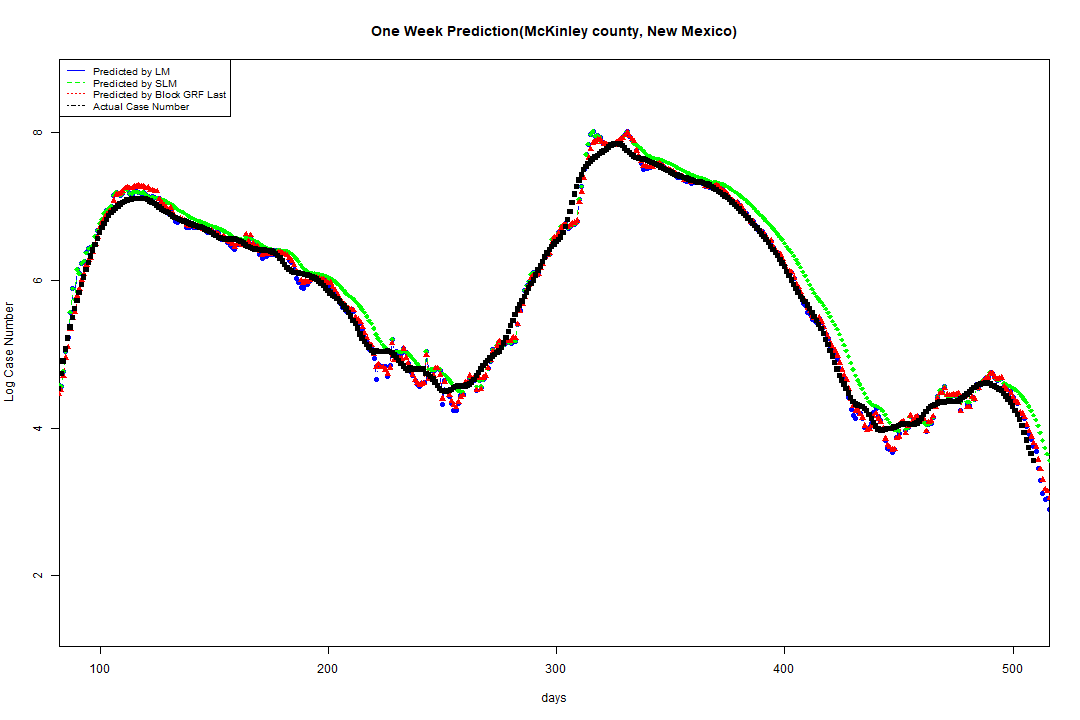 One Week Prediction(McKinley county, New Mexico)
Predicted by LM
Predicted by SLM
Predicted by Block GRF Last
Actual Case Number
8
6
4
2
Log Case Number
100 200 300 400 500
days